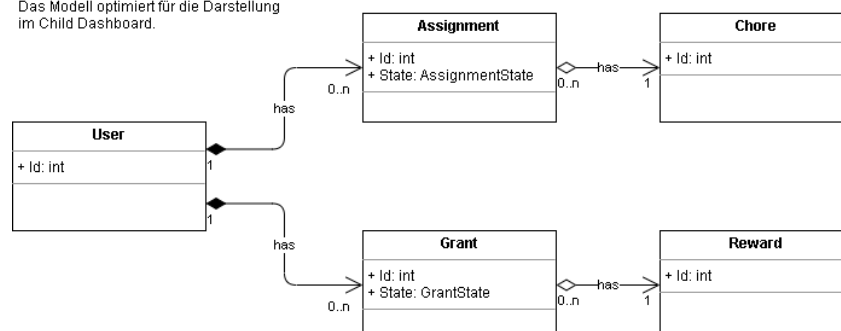 Das Modell optimiert für die Darstellung
im Child Dashboard.
Assignment
+ Id: int
+ State: AssignmentState
Chore
+ Id: int
has
0..n
0..n
has
1
User
+ Id: int
1
1
has
0..n
Grant
+ Id: int
+ State: GrantState
0..n
has
1
Reward
+ Id: int